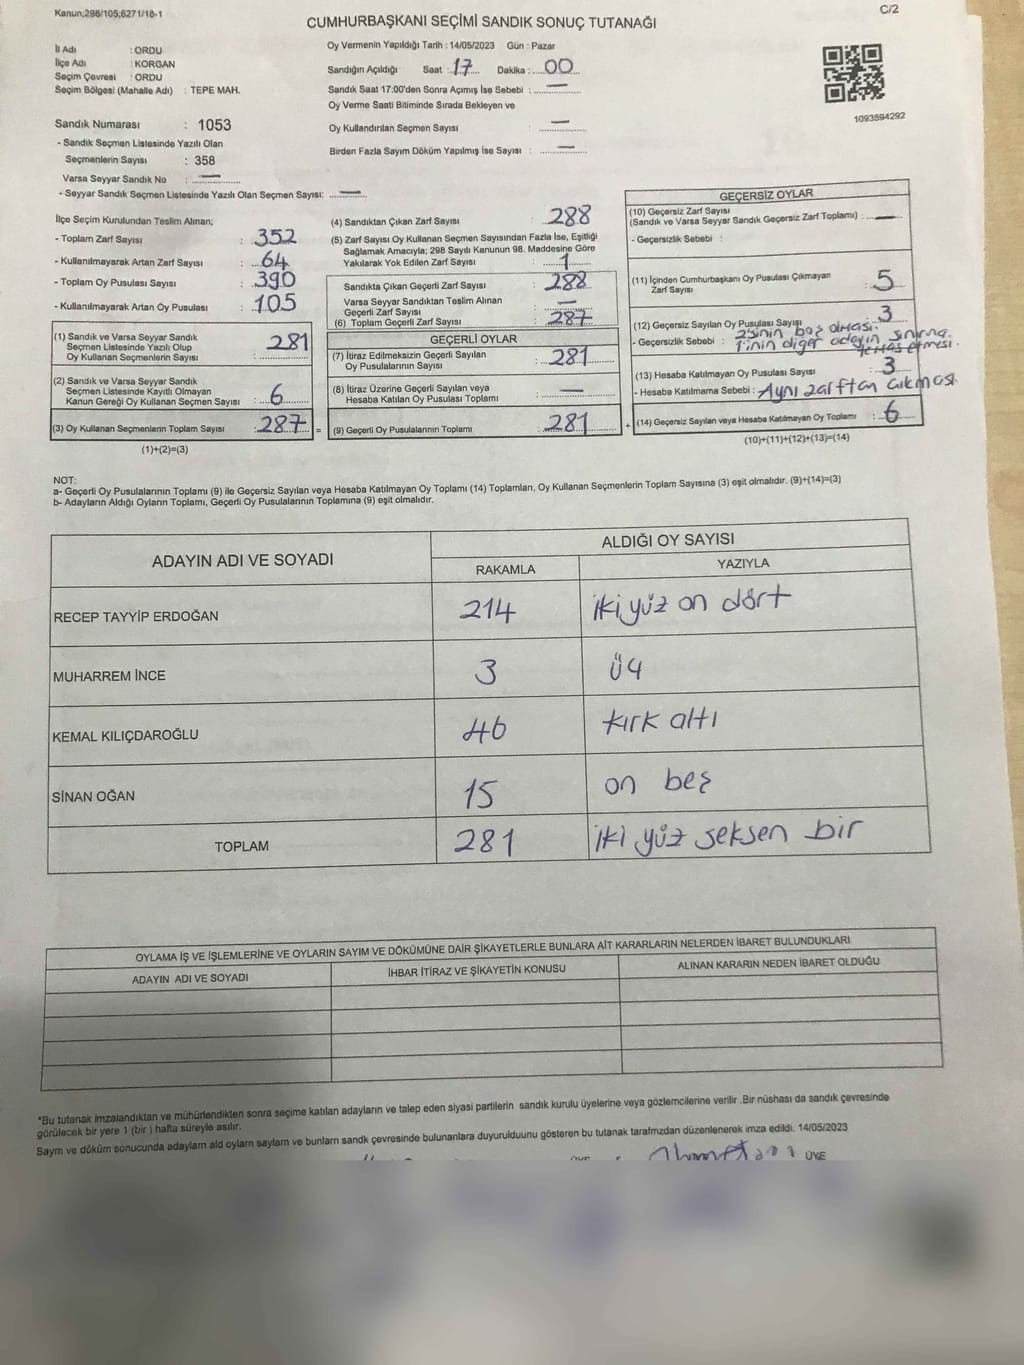 Kanun;298/105;6271/18-1
C/2
CUMHURBAŞKANI SEÇİMİ SANDIK SONUÇ TUTANAĞI
İl Adı : ORDU
İlçe Adı : KORGAN
Seçim Çevresi : ORDU
Seçim Bölgesi (Mahalle Adı) : TEPE MAH.
Oy Vermenin Yapıldığı Tarih : 14/05/2023 Gün : Pazar
Sandığın Açıldığı Saat : 17 Dakika : 00
Sandık Saat 17:00'den Sonra Açımış İse Sebebi : —
Oy Verme Saati Bitiminde Sırada Bekleyen ve
Oy Kullandırılan Seçmen Sayısı —
Birden Fazla Sayım Döküm Yapılmış İse Sayısı : —
1093594292
Sandık Numarası : 1053
- Sandık Seçmen Listesinde Yazılı Olan
Seçmenlerin Sayısı : 358
Varsa Seyyar Sandık No : —
- Seyyar Sandık Seçmen Listesinde Yazılı Olan Seçmen Sayısı: —
İlçe Seçim Kurulundan Teslim Alınan;
- Toplam Zarf Sayısı : 352
- Kullanılmayarak Artan Zarf Sayısı : 64
- Toplam Oy Pusulası Sayısı : 390
- Kullanılmayarak Artan Oy Pusulası : 105
(1) Sandık ve Varsa Seyyar Sandık
Seçmen Listesinde Yazılı Olup
Oy Kullanan Seçmenlerin Sayısı : 281
(2) Sandık ve Varsa Seyyar Sandık
Seçmen Listesinde Kayıtlı Olmayan
Kanun Gereği Oy Kullanan Seçmen Sayısı : 6
(3) Oy Kullanan Seçmenlerin Toplam Sayısı : 287 =
(1)+(2)=(3)
(4) Sandıktan Çıkan Zarf Sayısı : 288
(5) Zarf Sayısı Oy Kullanan Seçmen Sayısından Fazla İse, Eşitliği
Sağlamak Amacıyla; 298 Sayılı Kanunun 98. Maddesine Göre
Yakılarak Yok Edilen Zarf Sayısı : 1
Sandıkta Çıkan Geçerli Zarf Sayısı : 288
Varsa Seyyar Sandıktan Teslim Alınan
Geçerli Zarf Sayısı : —
(6) Toplam Geçerli Zarf Sayısı : 287
GEÇERLİ OYLAR
(7) İtiraz Edilmeksizin Geçerli Sayılan
Oy Pusulalarının Sayısı : 281
(8) İtiraz Üzerine Geçerli Sayılan veya
Hesaba Katılan Oy Pusulası Toplamı : —
(9) Geçerli Oy Pusulalarının Toplamı : 281 +
GEÇERSİZ OYLAR
(10) Geçersiz Zarf Sayısı
(Sandık ve Varsa Seyyar Sandık Geçersiz Zarf Toplamı) : —
- Geçersizlik Sebebi :
(11) İçinden Cumhurbaşkanı Oy Pusulası Çıkmayan
Zarf Sayısı : 5
(12) Geçersiz Sayılan Oy Pusulası Sayısı : 3
- Geçersizlik Sebebi : 2'sinin boş olması.
1'inin diğer adayın sınırına
(13) Hesaba Katılmayan Oy Pusulası Sayısı : 3
- Hesaba Katılmama Sebebi : Aynı zarftan çıkması.
(14) Geçersiz Sayılan veya Hesaba Katılmayan Oy Toplamı : 6
(10)+(11)+(12)+(13)=(14)
NOT:
a- Geçerli Oy Pusulalarının Toplamı (9) ile Geçersiz Sayılan veya Hesaba Katılmayan Oy Toplamı (14) Toplamları, Oy Kullanan Seçmenlerin Toplam Sayısına (3) eşit olmalıdır. (9)+(14)=(3)
b- Adayların Aldığı Oyların Toplamı, Geçerli Oy Pusulalarının Toplamına (9) eşit olmalıdır.
ADAYIN ADI VE SOYADI
ALDIĞI OY SAYISI
RAKAMLA YAZIYLA
RECEP TAYYİP ERDOĞAN 214 iki yüz on dört
MUHARREM İNCE 3 üç
KEMAL KILIÇDAROĞLU 46 kırk altı
SİNAN OĞAN 15 on beş
TOPLAM 281 iki yüz seksen bir
OYLAMA İŞ VE İŞLEMLERİNE VE OYLARIN SAYIM VE DÖKÜMÜNE DAİR ŞİKAYETLERLE BUNLARA AİT KARARLARIN NELERDEN İBARET BULUNDUKLARI
ADAYIN ADI VE SOYADI İHBAR İTİRAZ VE ŞİKAYETİN KONUSU ALINAN KARARIN NEDEN İBARET OLDUĞU
*Bu tutanak imzalandıktan ve mühürlendikten sonra seçime katılan adayların ve talep eden siyasi partilerin sandık kurulu üyelerine veya gözlemcilerine verilir .Bir nüshası da sandık çevresinde
görülecek bir yere 1 (bir ) hafta süreyle asılır.
Saym ve döküm sonucunda adaylarn ald oylarn saylarn ve bunlarn sandk çevresinde bulunanlara duyurulduunu gösteren bu tutanak tarafmzdan düzenlenerek imza edildi. 14/05/2023
ÜYE